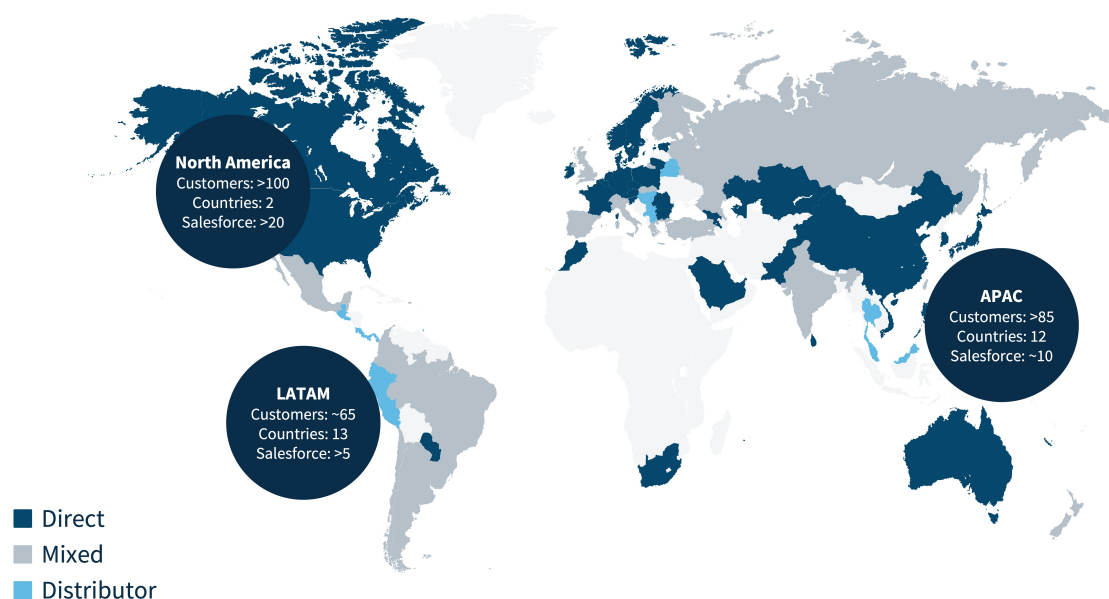 North America
Customers: >100
Countries: 2
Salesforce: >20
APAC
Customers: >85
Countries: 12
Salesforce: ~10
LATAM
Customers: ~65
Countries: 13
Salesforce: >5
Direct
Mixed
Distributor